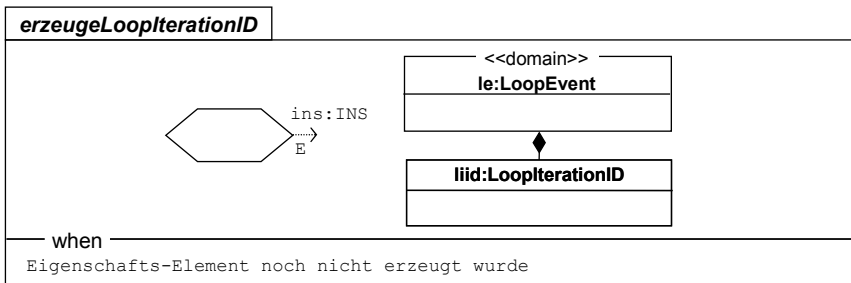 erzeugeLoopIterationID
<<domain>>
le:LoopEvent
ins:INS
E
liid:LoopIterationID
when
Eigenschafts-Element noch nicht erzeugt wurde